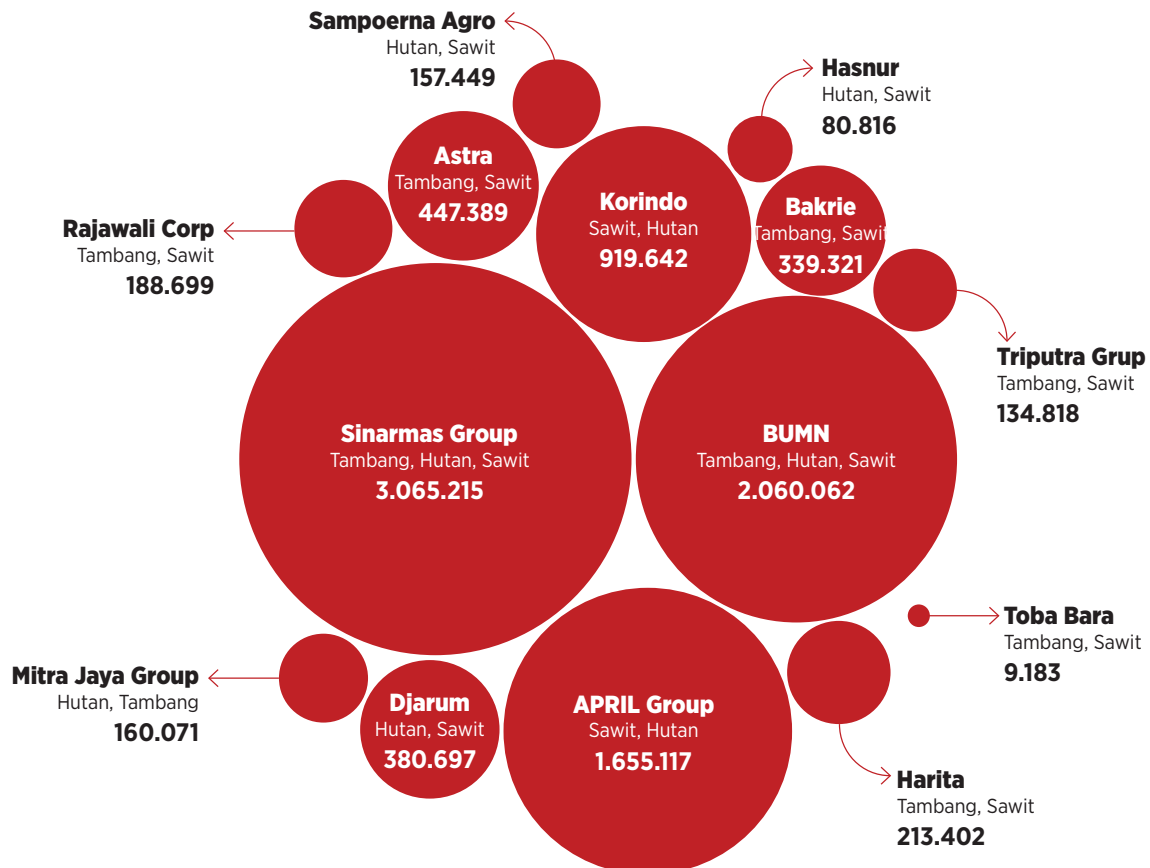 Sampoerna Agro
Hutan, Sawit
157.449
Hasnur
Hutan, Sawit
80.816
Astra
Tambang, Sawit
447.389
Korindo
Sawit, Hutan
919.642
Bakrie
Tambang, Sawit
339.321
Rajawali Corp
Tambang, Sawit
188.699
Triputra Grup
Tambang, Sawit
134.818
Sinarmas Group
Tambang, Hutan, Sawit
3.065.215
BUMN
Tambang, Hutan, Sawit
2.060.062
Toba Bara
Tambang, Sawit
9.183
Mitra Jaya Group
Hutan, Tambang
160.071
Djarum
Hutan, Sawit
380.697
APRIL Group
Sawit, Hutan
1.655.117
Harita
Tambang, Sawit
213.402